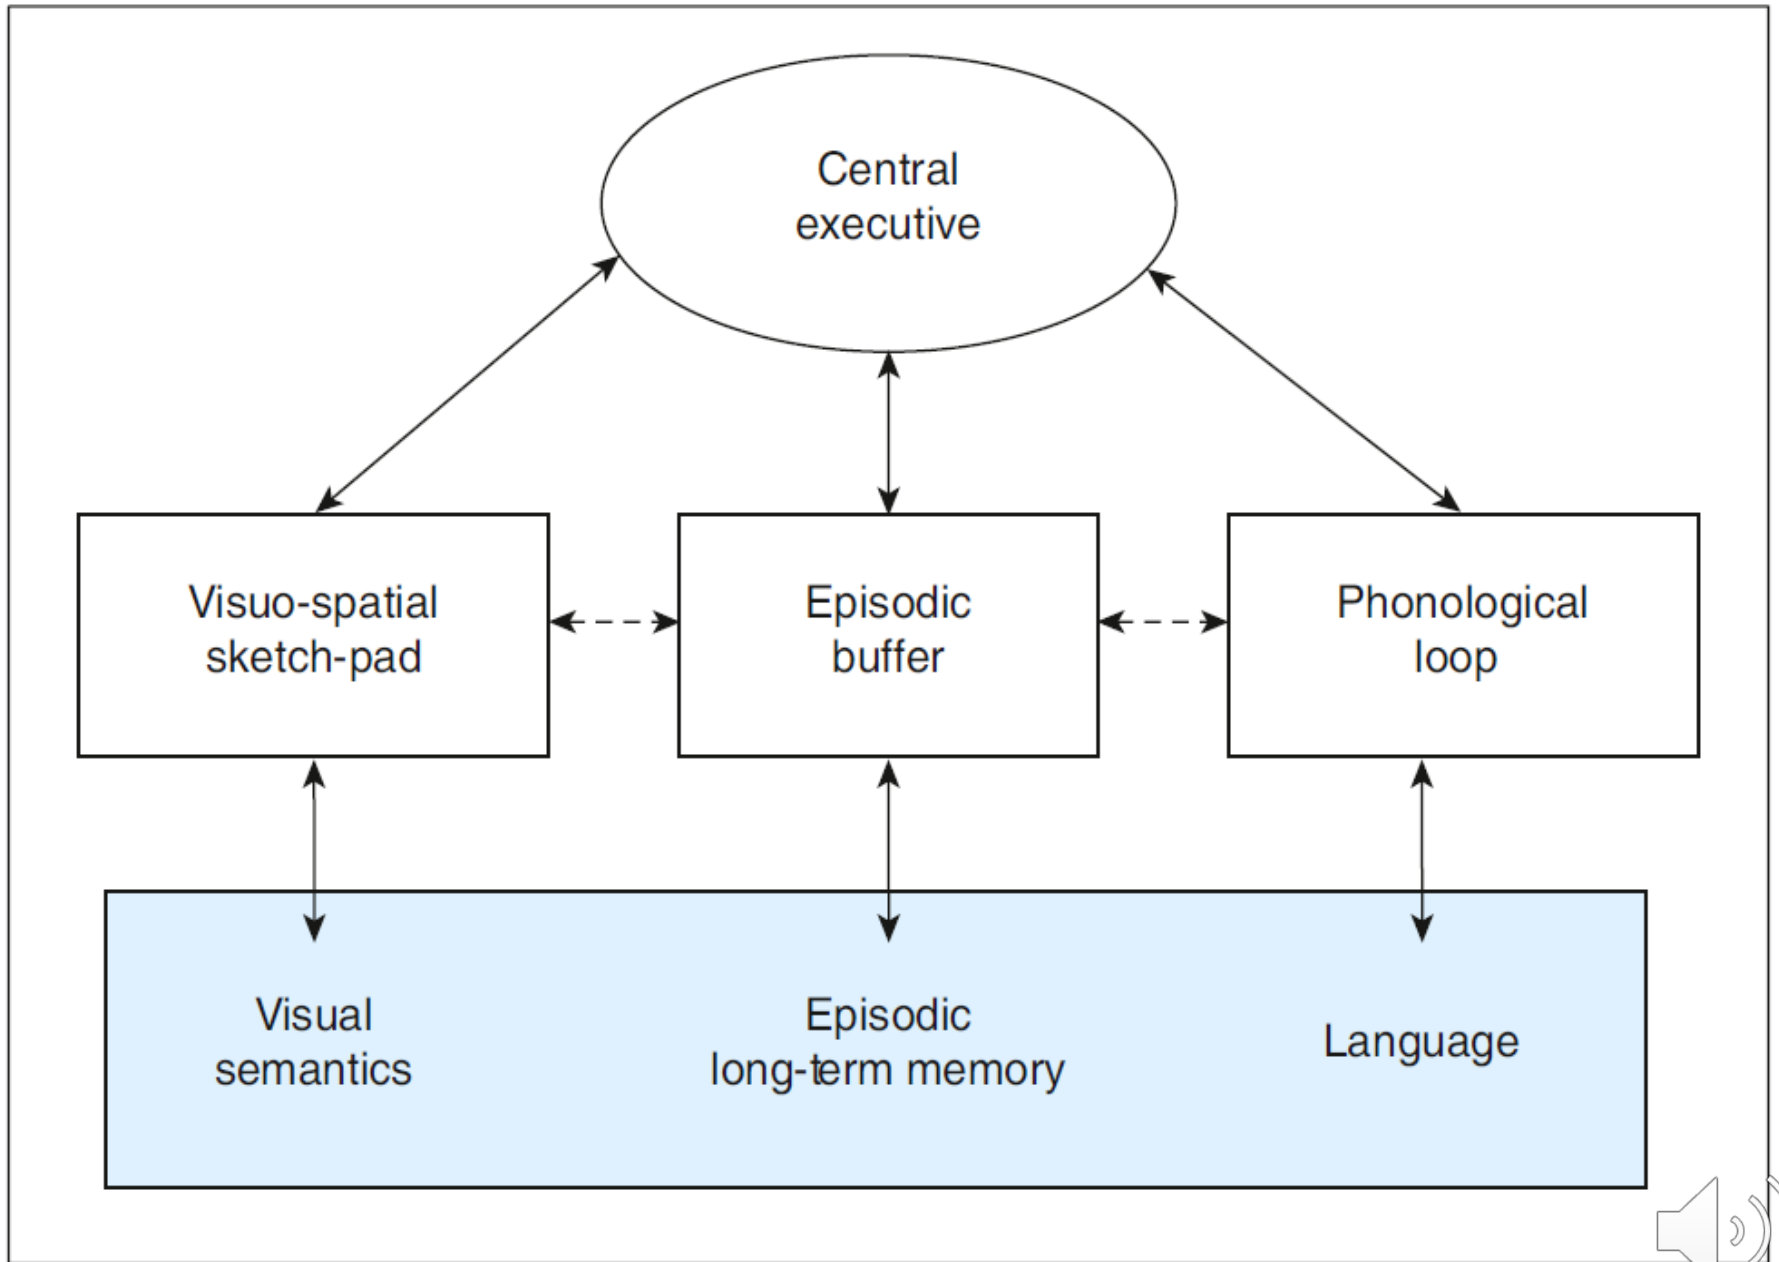 Central
executive
Visuo-spatial
sketch-pad
Episodic
buffer
Phonological
loop
Visual
semantics
Episodic
long-term memory
Language